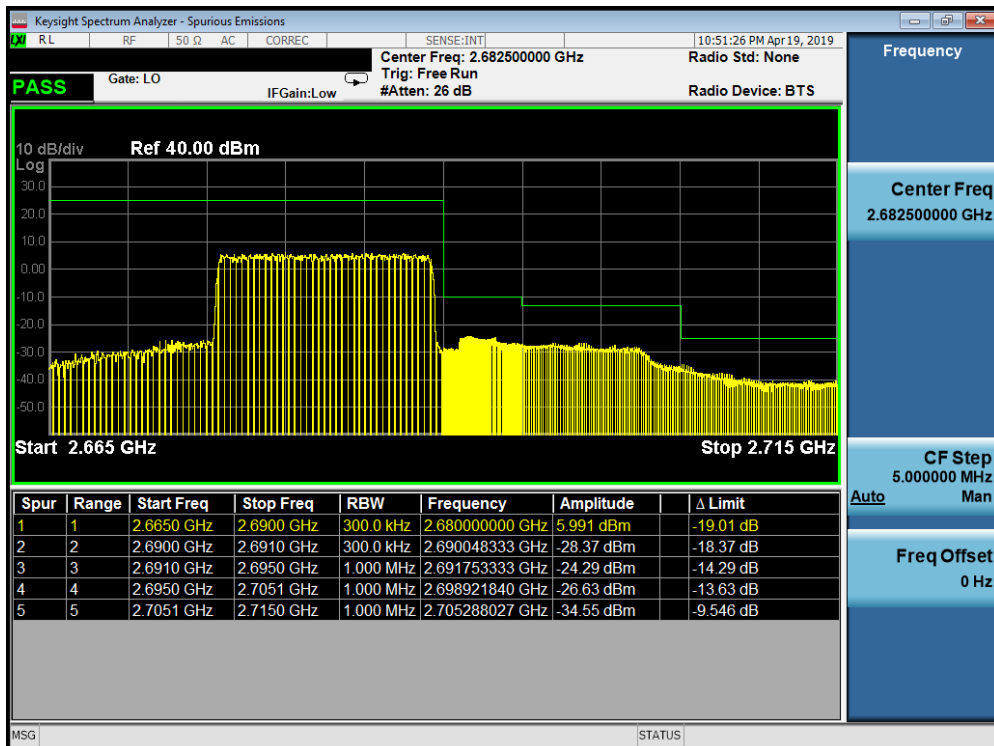 Keysight Spectrum Analyzer - Spurious Emissions
LXI RL RF 50 Ω AC CORREC SENSE:INT 10:51:26 PM Apr 19, 2019
Center Freq: 2.682500000 GHz Radio Std: None
PASS Gate: LO Trig: Free Run
IFGain:Low #Atten: 26 dB Radio Device: BTS
10 dB/div Ref 40.00 dBm
Log
30.0
20.0
10.0
0.00
-10.0
-20.0
-30.0
-40.0
-50.0
Start 2.665 GHz Stop 2.715 GHz
Spur Range Start Freq Stop Freq RBW Frequency Amplitude Δ Limit
1 1 2.6650 GHz 2.6900 GHz 300.0 kHz 2.680000000 GHz 5.991 dBm -19.01 dB
2 2 2.6900 GHz 2.6910 GHz 300.0 kHz 2.690048333 GHz -28.37 dBm -18.37 dB
3 3 2.6910 GHz 2.6950 GHz 1.000 MHz 2.691753333 GHz -24.29 dBm -14.29 dB
4 4 2.6950 GHz 2.7051 GHz 1.000 MHz 2.698921840 GHz -26.63 dBm -13.63 dB
5 5 2.7051 GHz 2.7150 GHz 1.000 MHz 2.705288027 GHz -34.55 dBm -9.546 dB
MSG STATUS
Frequency
Center Freq
2.682500000 GHz
CF Step
5.000000 MHz
Auto Man
Freq Offset
0 Hz